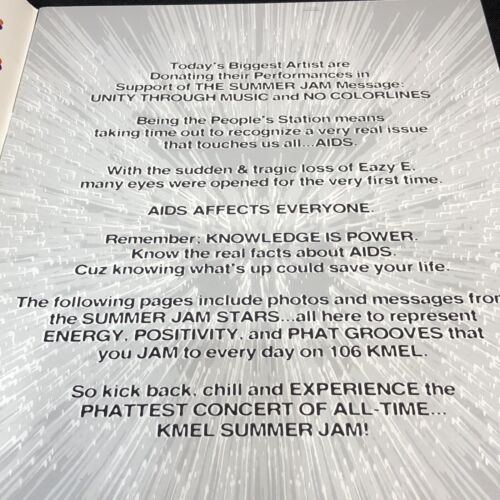 Today's Biggest Artist are
Donating their Performances in
Support of THE SUMMER JAM Message:
UNITY THROUGH MUSIC and NO COLORLINES
Being the People's Station means
taking time out to recognize a very real issue
that touches us all...AIDS.
With the sudden & tragic loss of Eazy E,
many eyes were opened for the very first time.
AIDS AFFECTS EVERYONE.
Remember: KNOWLEDGE IS POWER.
Know the real facts about AIDS.
Cuz knowing what's up could save your life.
The following pages include photos and messages from
the SUMMER JAM STARS...all here to represent
ENERGY, POSITIVITY, and PHAT GROOVES that
you JAM to every day on 106 KMEL.
So kick back, chill and EXPERIENCE the
PHATTEST CONCERT OF ALL-TIME...
KMEL SUMMER JAM!